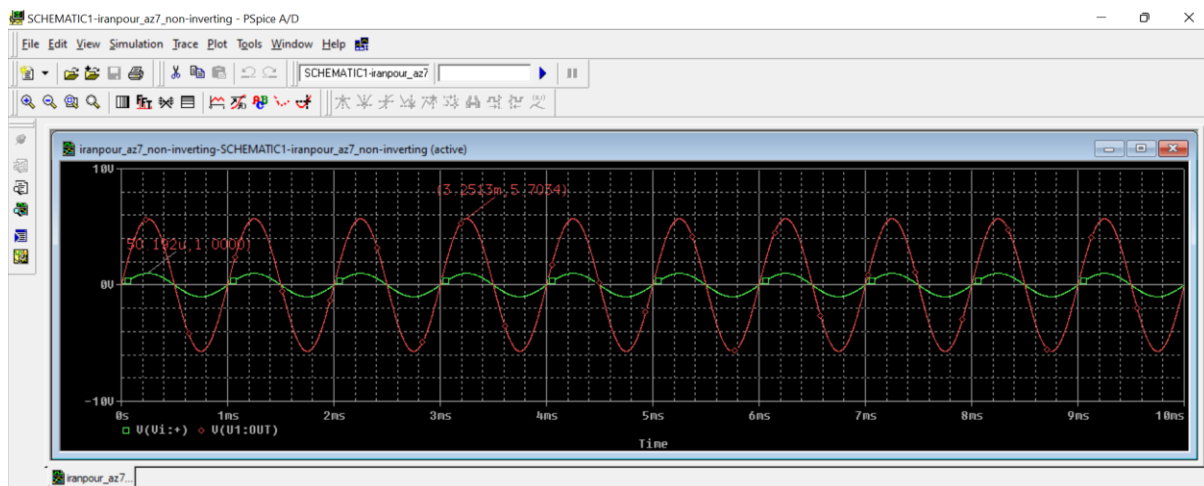 SCHEMATIC1-iranpour_az7_non-inverting - PSpice A/D
File Edit View Simulation Trace Plot Tools Window Help
SCHEMATIC1-iranpour_az7
iranpour_az7_non-inverting-SCHEMATIC1-iranpour_az7_non-inverting (active)
10V
(3.2513m,5.7034)
50.192u,1.0000)
0V
-10V
0s 1ms 2ms 3ms 4ms 5ms 6ms 7ms 8ms 9ms 10ms
V(Vi:+) V(U1:OUT)
Time
iranpour_az7...